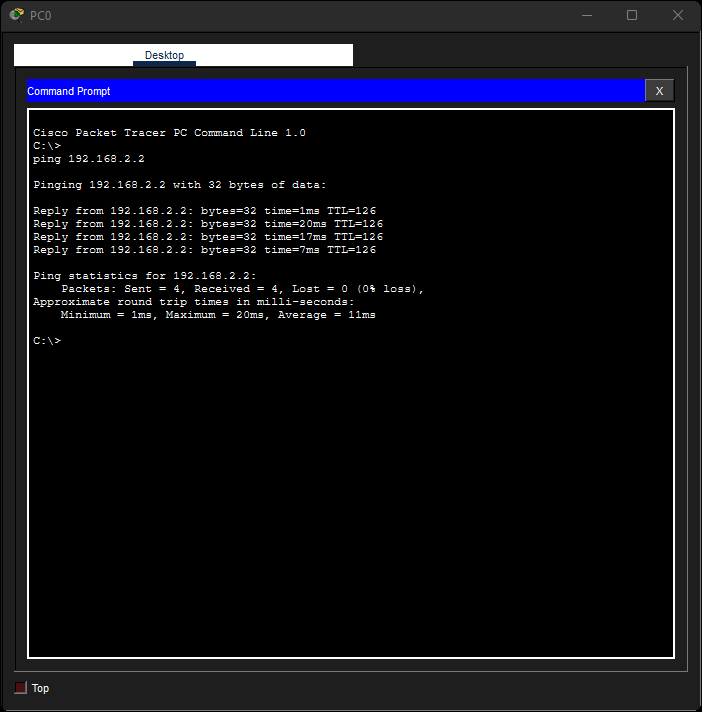 PC0
Desktop
Command Prompt
X
Cisco Packet Tracer PC Command Line 1.0
C:\>
ping 192.168.2.2
Pinging 192.168.2.2 with 32 bytes of data:
Reply from 192.168.2.2: bytes=32 time=1ms TTL=126
Reply from 192.168.2.2: bytes=32 time=20ms TTL=126
Reply from 192.168.2.2: bytes=32 time=17ms TTL=126
Reply from 192.168.2.2: bytes=32 time=7ms TTL=126
Ping statistics for 192.168.2.2:
    Packets: Sent = 4, Received = 4, Lost = 0 (0% loss),
Approximate round trip times in milli-seconds:
    Minimum = 1ms, Maximum = 20ms, Average = 11ms
C:\>
Top